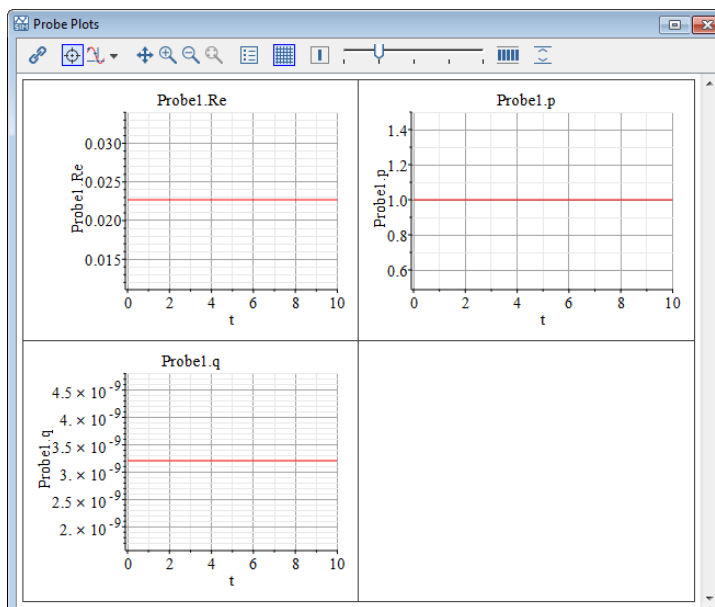 Probe Plots
SIM
Probe1.Re
Probe1.Re
0.030
0.025
0.020
0.015
0 2 4 6 8 10
t
Probe1.p
Probe1.p
1.4
1.2
1.0
0.8
0.6
0 2 4 6 8 10
t
Probe1.q
Probe1.q
4.5 × 10^-9
4. × 10^-9
3.5 × 10^-9
3. × 10^-9
2.5 × 10^-9
2. × 10^-9
0 2 4 6 8 10
t